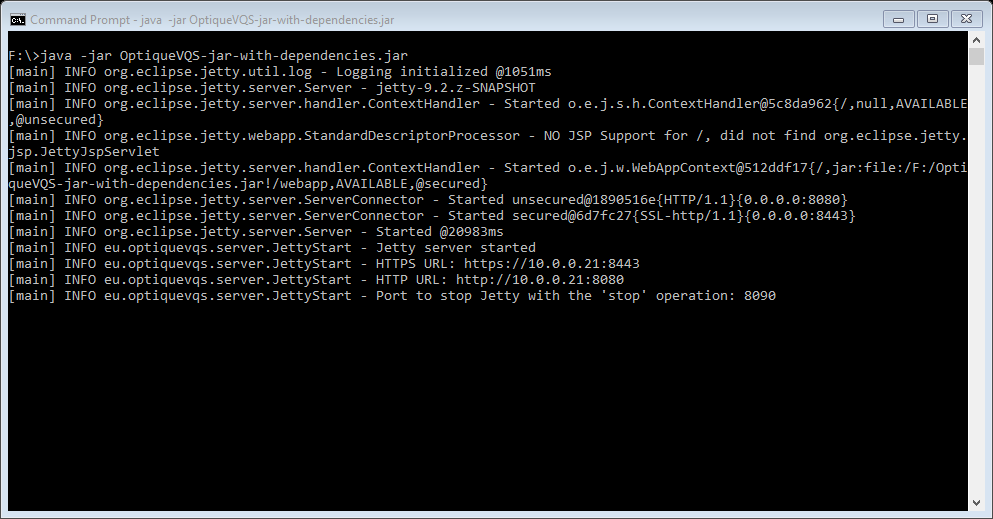 Command Prompt - java -jar OptiqueVQS-jar-with-dependencies.jar
F:\>java -jar OptiqueVQS-jar-with-dependencies.jar
[main] INFO org.eclipse.jetty.util.log - Logging initialized @1051ms
[main] INFO org.eclipse.jetty.server.Server - jetty-9.2.z-SNAPSHOT
[main] INFO org.eclipse.jetty.server.handler.ContextHandler - Started o.e.j.s.h.ContextHandler@5c8da962{/,null,AVAILABLE
,@unsecured}
[main] INFO org.eclipse.jetty.webapp.StandardDescriptorProcessor - NO JSP Support for /, did not find org.eclipse.jetty.
jsp.JettyJspServlet
[main] INFO org.eclipse.jetty.server.handler.ContextHandler - Started o.e.j.w.WebAppContext@512ddf17{/,jar:file:/F:/Opti
queVQS-jar-with-dependencies.jar!/webapp,AVAILABLE,@secured}
[main] INFO org.eclipse.jetty.server.ServerConnector - Started unsecured@1890516e{HTTP/1.1}{0.0.0.0:8080}
[main] INFO org.eclipse.jetty.server.ServerConnector - Started secured@6d7fc27{SSL-http/1.1}{0.0.0.0:8443}
[main] INFO org.eclipse.jetty.server.Server - Started @20983ms
[main] INFO eu.optiquevqs.server.JettyStart - Jetty server started
[main] INFO eu.optiquevqs.server.JettyStart - HTTPS URL: https://10.0.0.21:8443
[main] INFO eu.optiquevqs.server.JettyStart - HTTP URL: http://10.0.0.21:8080
[main] INFO eu.optiquevqs.server.JettyStart - Port to stop Jetty with the 'stop' operation: 8090